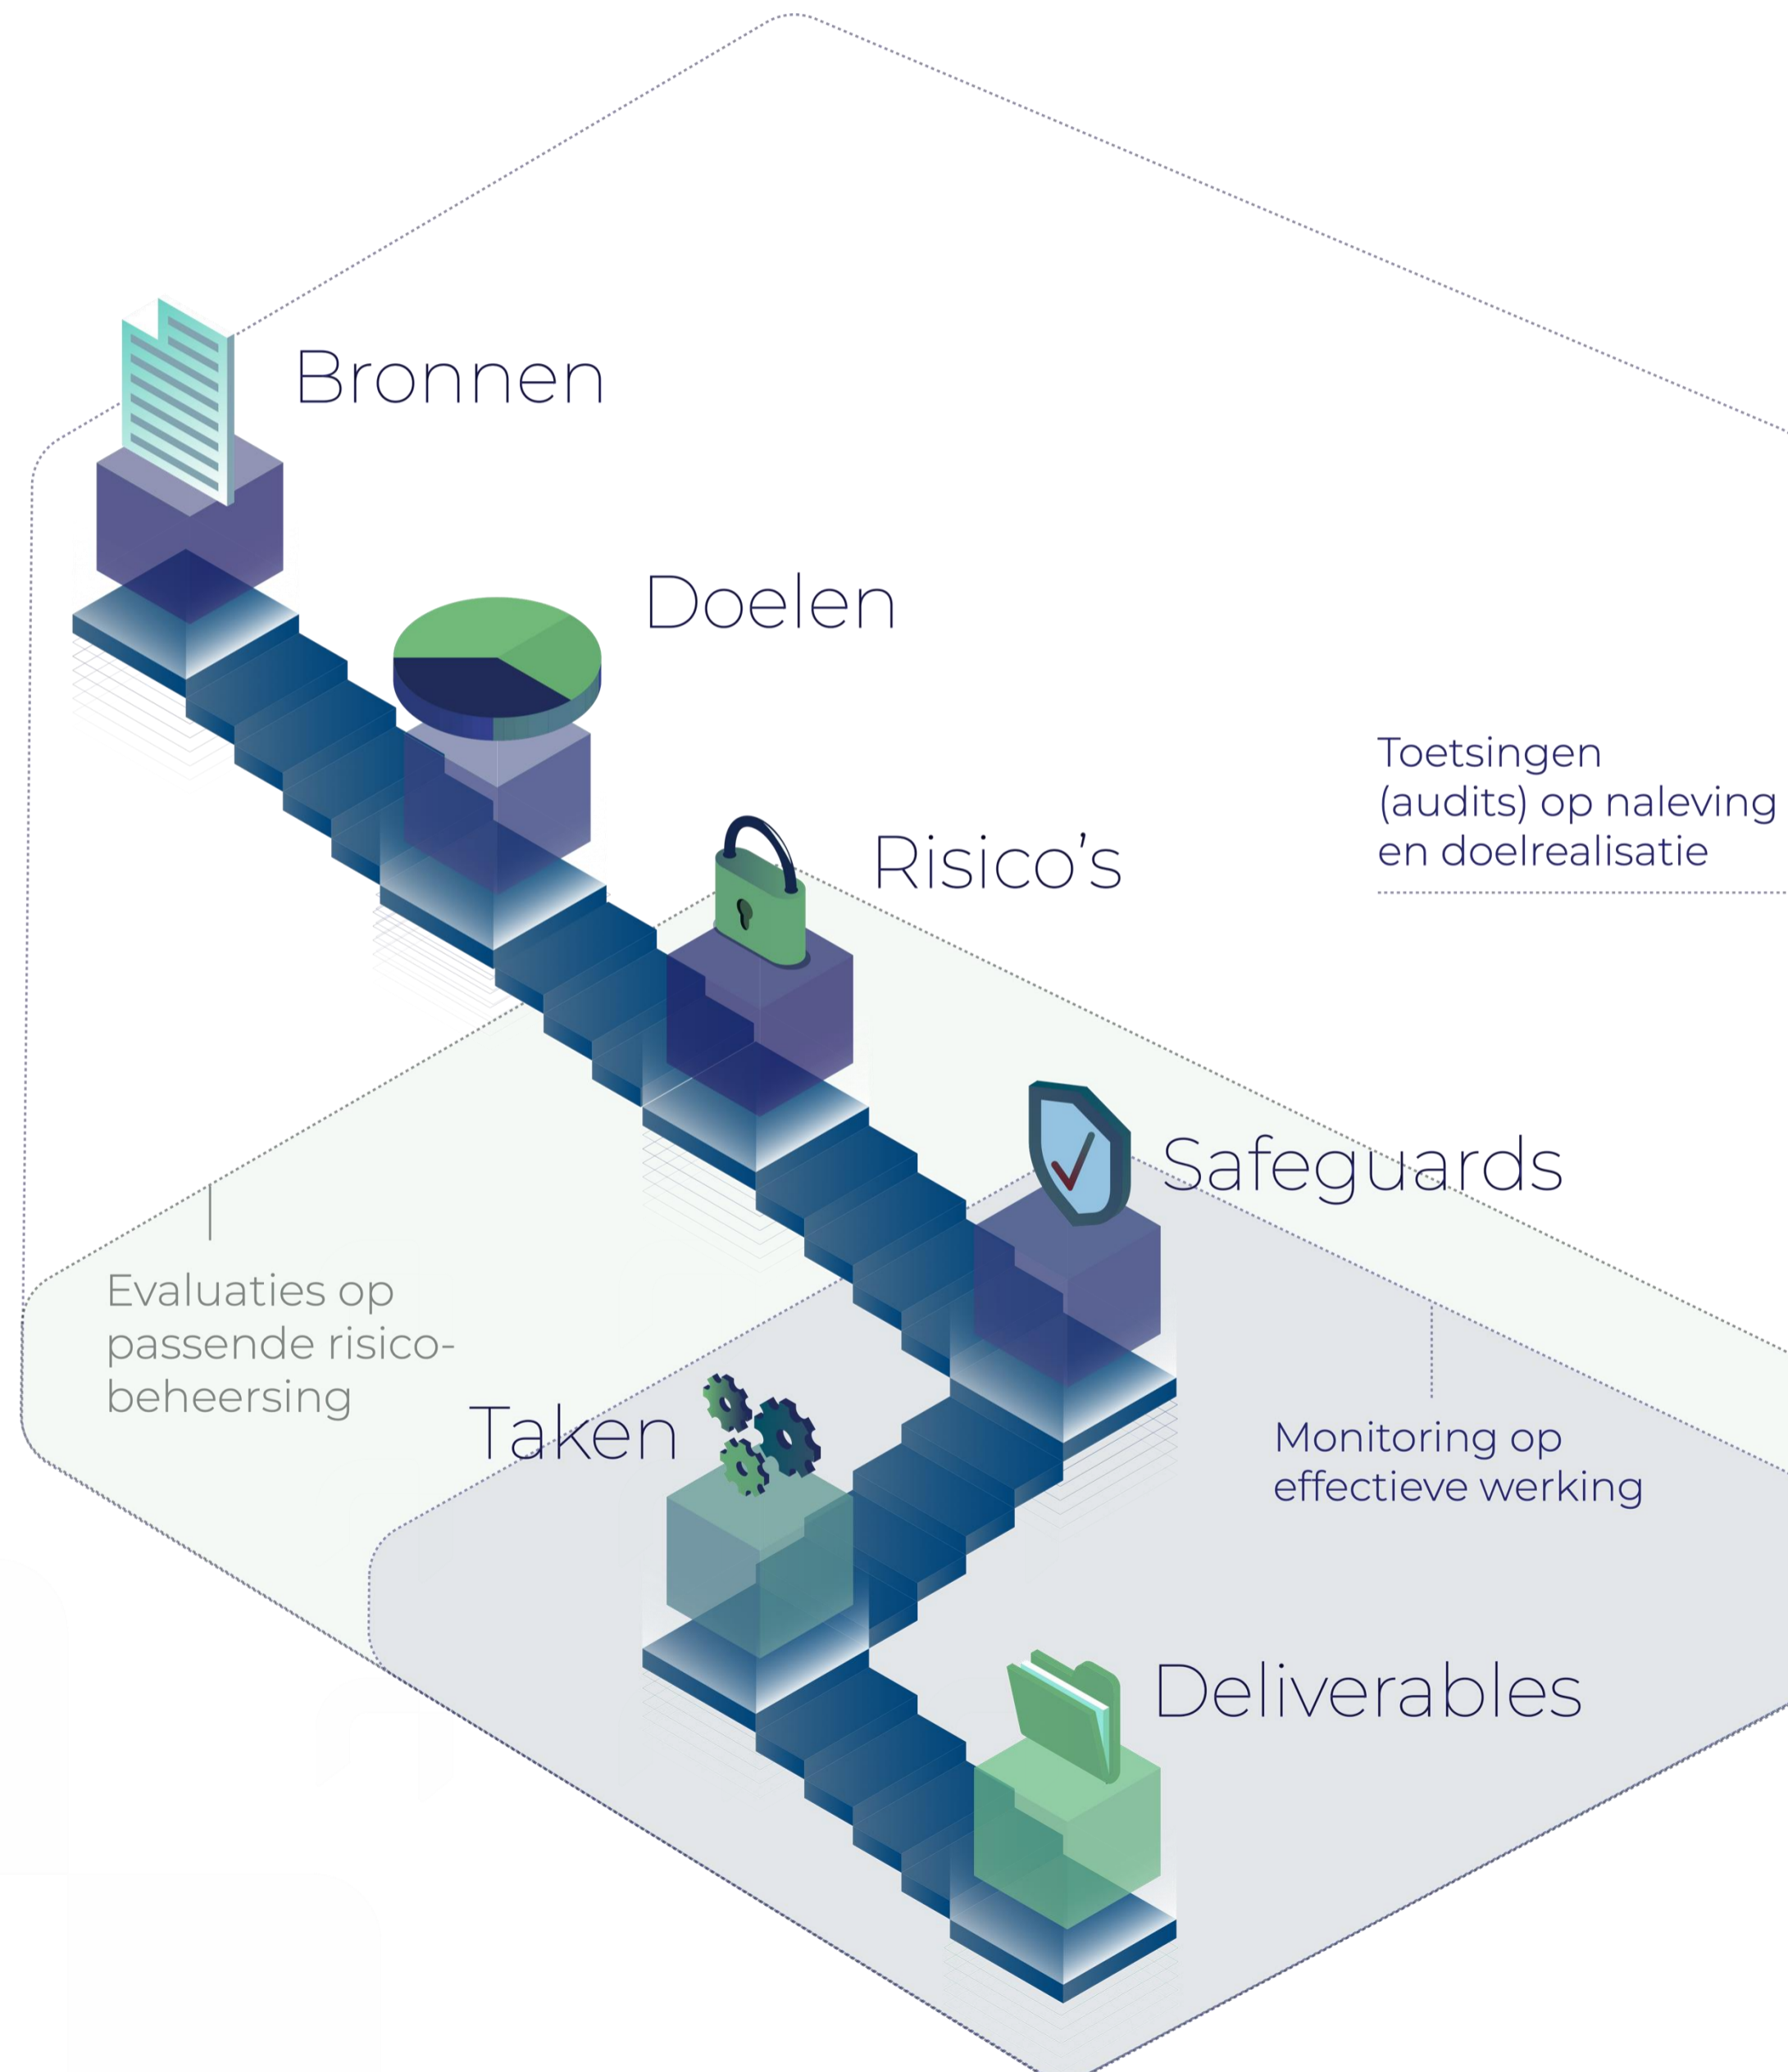 Bronnen
Doelen
Toetsingen
(audits) op naleving
en doelrealisatie
Risico’s
Safeguards
Evaluaties op
passende risico-
beheersing
Taken
Monitoring op
effectieve werking
Deliverables